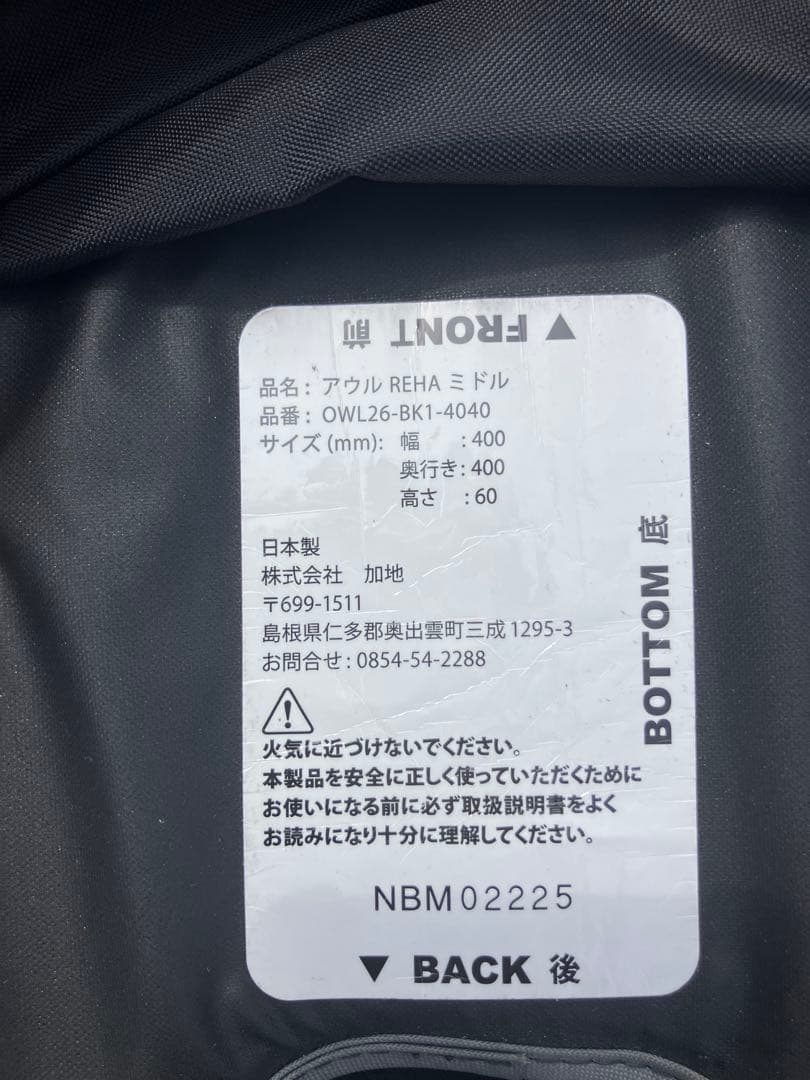 ▲ FRONT 前
品名： アウル REHA ミドル
品番： OWL26-BK1-4040
サイズ (mm): 幅 : 400
奥行き: 400
高さ : 60
日本製
株式会社 加地
〒699-1511
島根県仁多郡奥出雲町三成1295-3
お問合せ : 0854-54-2288
BOTTOM 底
火気に近づけないでください。
本製品を安全に正しく使っていただくために
お使いになる前に必ず取扱説明書をよく
お読みになり十分に理解してください。
NBM02225
▼ BACK 後